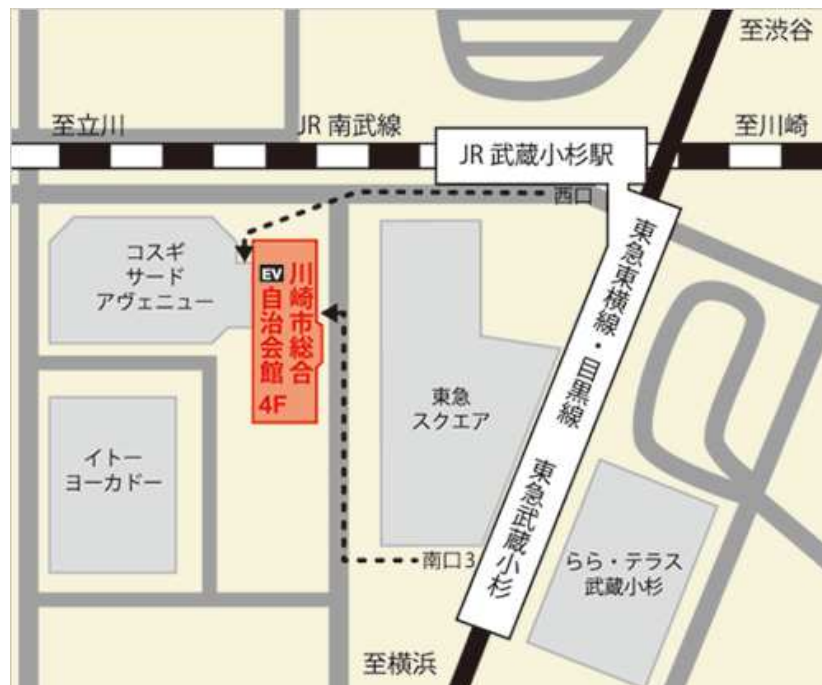 至渋谷
至立川
JR 南武線
至川崎
JR 武蔵小杉駅
西口
コスギ
サード
アヴェニュー
EV
川崎市総合
自治会館
4F
東急東横線・目黒線
東急武蔵小杉
東急
スクエア
イトー
ヨーカドー
南口3
らら・テラス
武蔵小杉
至横浜